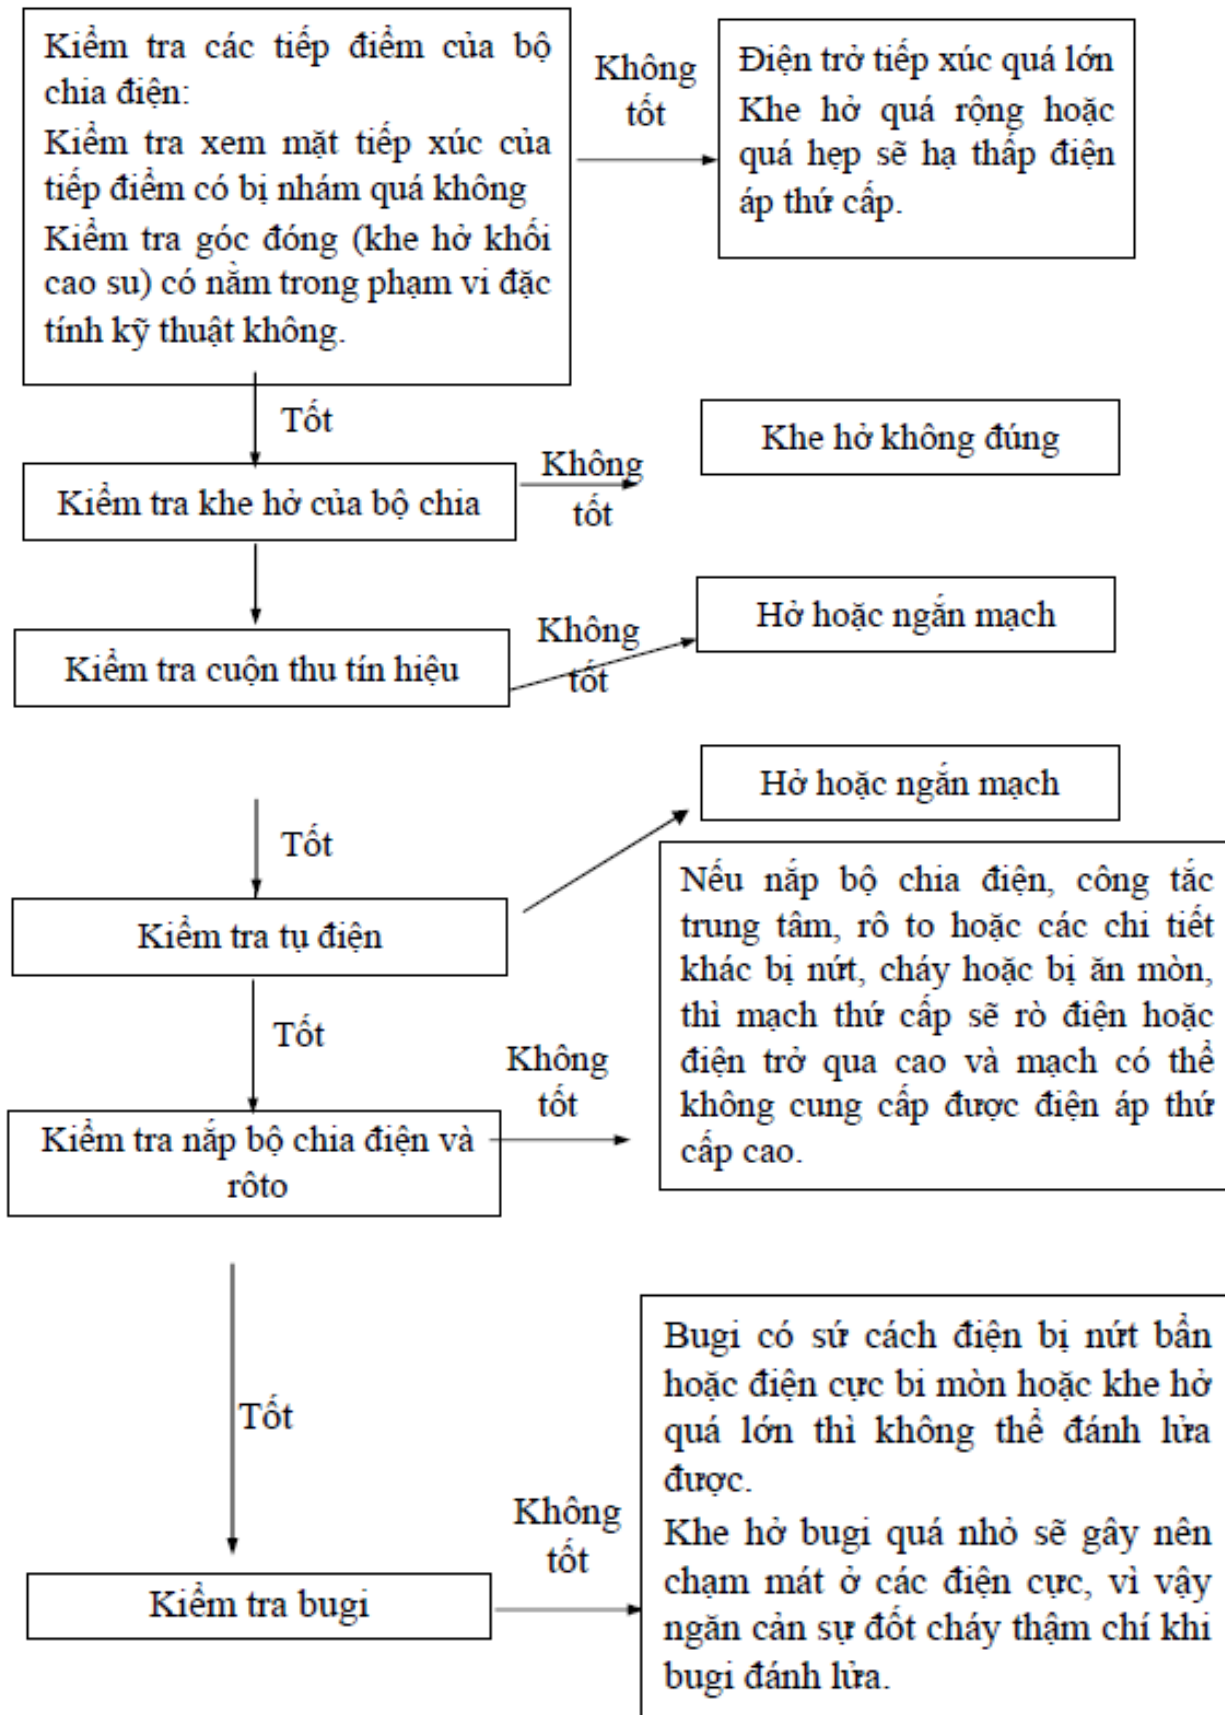 Kiểm tra các tiếp điểm của bộ
chia điện:
Kiểm tra xem mặt tiếp xúc của
tiếp điểm có bị nhám quá không
Kiểm tra góc đóng (khe hở khối
cao su) có nằm trong phạm vi đặc
tính kỹ thuật không.
Không
tốt
Điện trở tiếp xúc quá lớn
Khe hở quá rộng hoặc
quá hẹp sẽ hạ thấp điện
áp thứ cấp.
Tốt
Kiểm tra khe hở của bộ chia
Không
tốt
Khe hở không đúng
Kiểm tra cuộn thu tín hiệu
Không
tốt
Hở hoặc ngắn mạch
Tốt
Kiểm tra tụ điện
Hở hoặc ngắn mạch
Tốt
Kiểm tra nắp bộ chia điện và
rôto
Không
tốt
Nếu nắp bộ chia điện, công tắc
trung tâm, rô to hoặc các chi tiết
khác bị nứt, cháy hoặc bị ăn mòn,
thì mạch thứ cấp sẽ rò điện hoặc
điện trở qua cao và mạch có thể
không cung cấp được điện áp thứ
cấp cao.
Tốt
Kiểm tra bugi
Không
tốt
Bugi có sứ cách điện bị nứt bẩn
hoặc điện cực bi mòn hoặc khe hở
quá lớn thì không thể đánh lửa
được.
Khe hở bugi quá nhỏ sẽ gây nên
chạm mát ở các điện cực, vì vậy
ngăn cản sự đốt cháy thậm chí khi
bugi đánh lửa.